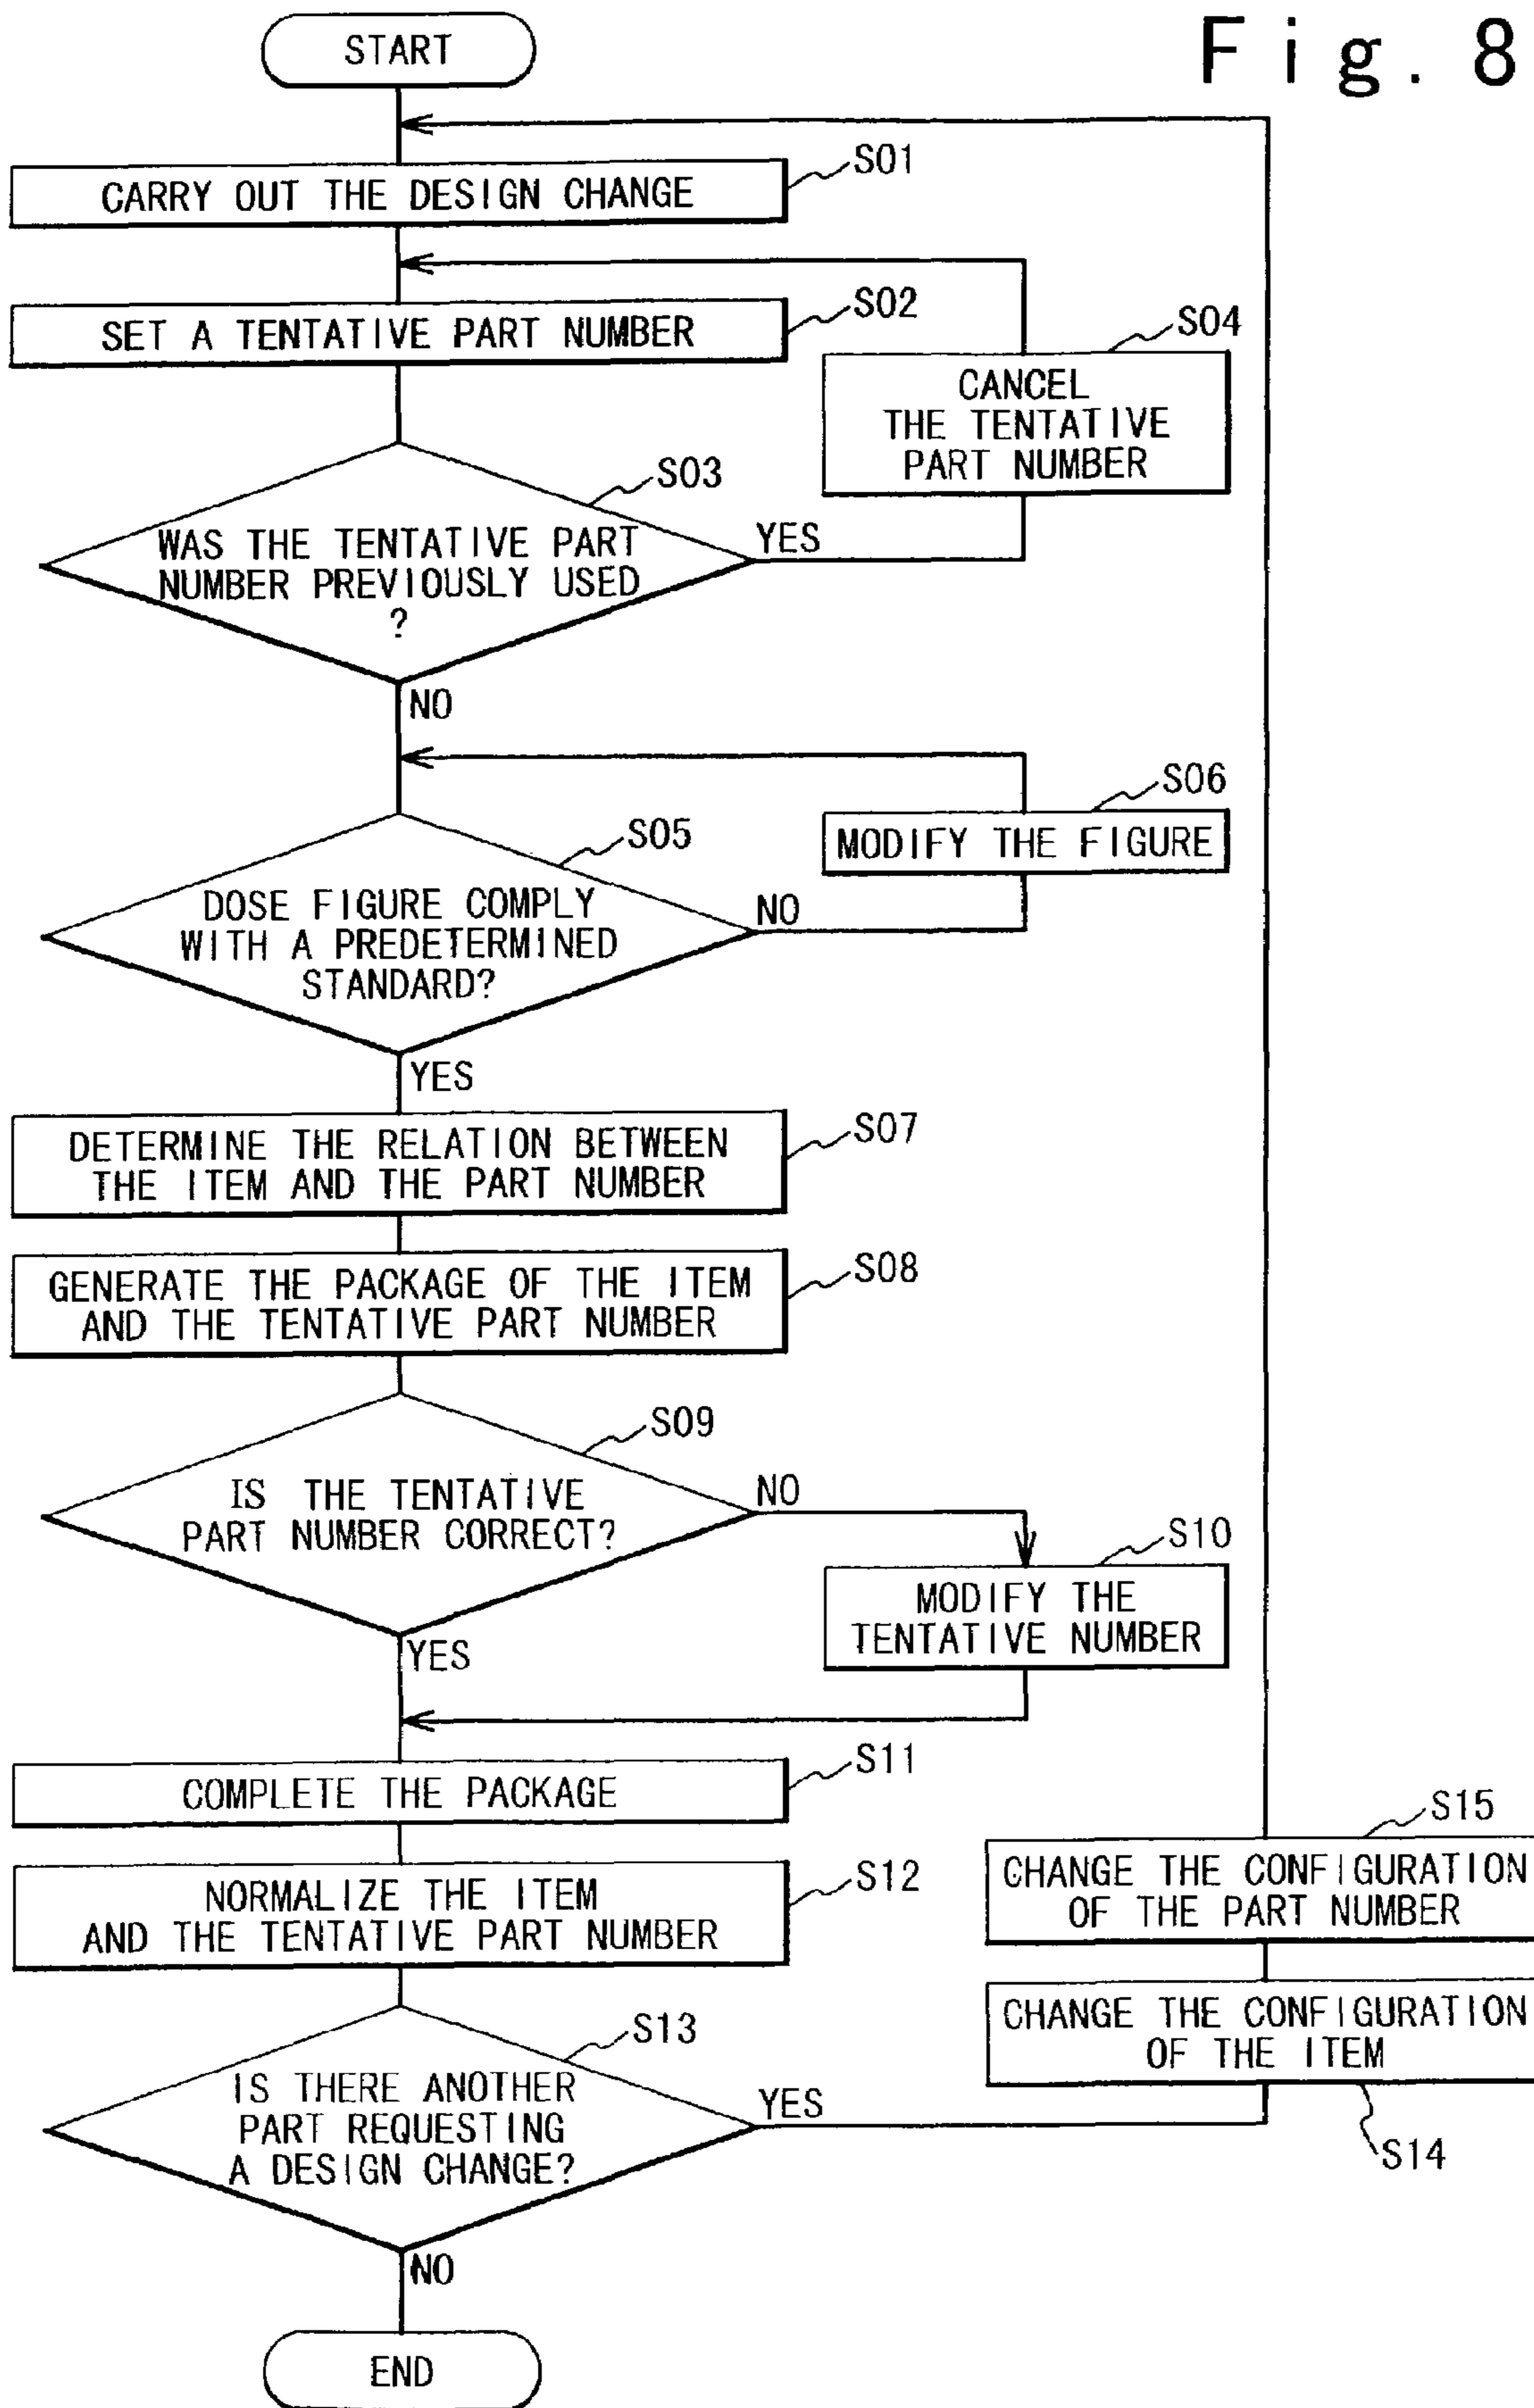 Fig. 8
START
CARRY OUT THE DESIGN CHANGE
S01
SET A TENTATIVE PART NUMBER
S02
S04
CANCEL
THE TENTATIVE
PART NUMBER
S03
WAS THE TENTATIVE PART
NUMBER PREVIOUSLY USED
?
YES
NO
S06
MODIFY THE FIGURE
S05
DOSE FIGURE COMPLY
WITH A PREDETERMINED
STANDARD?
NO
YES
S07
DETERMINE THE RELATION BETWEEN
THE ITEM AND THE PART NUMBER
S08
GENERATE THE PACKAGE OF THE ITEM
AND THE TENTATIVE PART NUMBER
S09
IS THE TENTATIVE
PART NUMBER CORRECT?
NO
S10
MODIFY THE
TENTATIVE NUMBER
YES
S11
COMPLETE THE PACKAGE
S12
NORMALIZE THE ITEM
AND THE TENTATIVE PART NUMBER
S15
CHANGE THE CONFIGURATION
OF THE PART NUMBER
CHANGE THE CONFIGURATION
OF THE ITEM
S14
S13
IS THERE ANOTHER
PART REQUESTING
A DESIGN CHANGE?
YES
NO
END